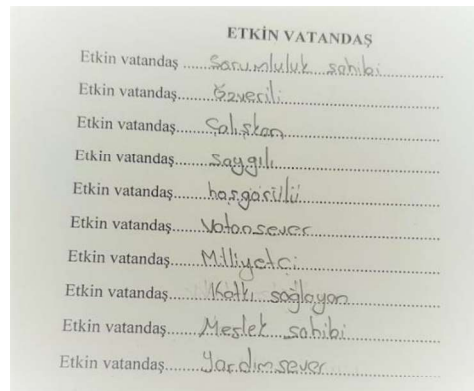 ETKİN VATANDAŞ
Etkin vatandaş ..... Sorumluluk sahibi
Etkin vatandaş ..... Özverili
Etkin vatandaş..... Çalışkan
Etkin vatandaş..... Saygılı
Etkin vatandaş..... hoşgörülü
Etkin vatandaş..... Vatansever
Etkin vatandaş..... Milliyetçi
Etkin vatandaş..... Katkı sağlayan
Etkin vatandaş..... Meslek sahibi
Etkin vatandaş..... Yardımsever